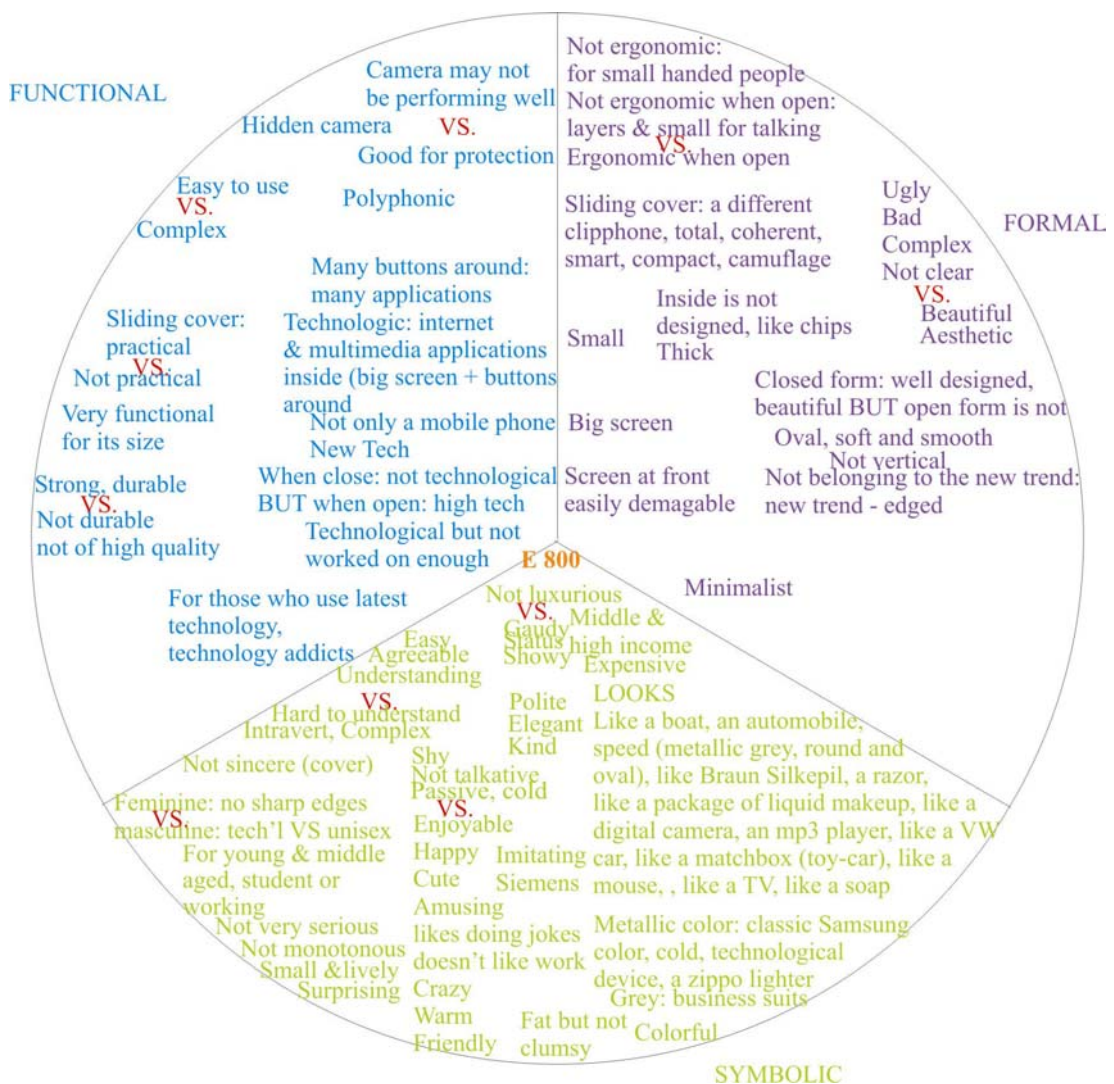 FUNCTIONAL
Camera may not
be performing well
Hidden camera
VS.
Good for protection
Easy to use
VS.
Complex
Polyphonic
Many buttons around:
many applications
Sliding cover:
practical
VS.
Not practical
Technologic: internet
& multimedia applications
inside (big screen + buttons
around
Very functional
for its size
Not only a mobile phone
New Tech
Strong, durable
VS.
Not durable
not of high quality
When close: not technological
BUT when open: high tech
Technological but not
worked on enough
For those who use latest
technology,
technology addicts
FORMAL
Not ergonomic:
for small handed people
Not ergonomic when open:
layers & small for talking
VS.
Ergonomic when open
Sliding cover: a different
clipphone, total, coherent,
smart, compact, camuflage
Ugly
Bad
Complex
Not clear
VS.
Beautiful
Aesthetic
Inside is not
designed, like chips
Thick
Small
Closed form: well designed,
beautiful BUT open form is not
Big screen
Oval, soft and smooth
Not vertical
Screen at front
easily demagable
Not belonging to the new trend:
new trend - edged
Minimalist
E 800
Not luxurious
VS.
Gaudy
Status
Showy
Middle &
high income
Expensive
Easy
Agreeable
Understanding
VS.
Hard to understand
Intravert, Complex
Not sincere (cover)
Polite
Elegant
Kind
LOOKS
Like a boat, an automobile,
speed (metallic grey, round and
oval), like Braun Silkepil, a razor,
like a package of liquid makeup, like a
digital camera, an mp3 player, like a VW
car, like a matchbox (toy-car), like a
mouse, , like a TV, like a soap
Shy
Not talkative
Passive, cold
VS.
Enjoyable
Happy
Cute
Amusing
likes doing jokes
doesn't like work
Crazy
Warm
Friendly
Imitating
Siemens
Feminine: no sharp edges
VS.
masculine: tech'l VS unisex
For young & middle
aged, student or
working
Not very serious
Not monotonous
Small &lively
Surprising
Metallic color: classic Samsung
color, cold, technological
device, a zippo lighter
Grey: business suits
Fat but not
clumsy
Colorful
SYMBOLIC